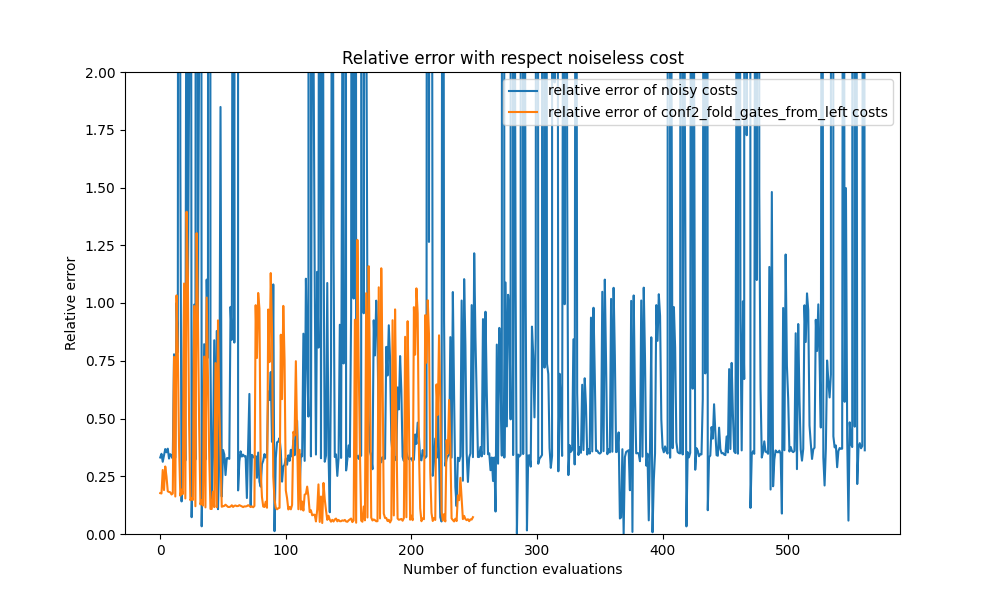 Relative error with respect noiseless cost
relative error of noisy costs
relative error of conf2_fold_gates_from_left costs
Relative error
2.00
1.75
1.50
1.25
1.00
0.75
0.50
0.25
0.00
0 100 200 300 400 500
Number of function evaluations